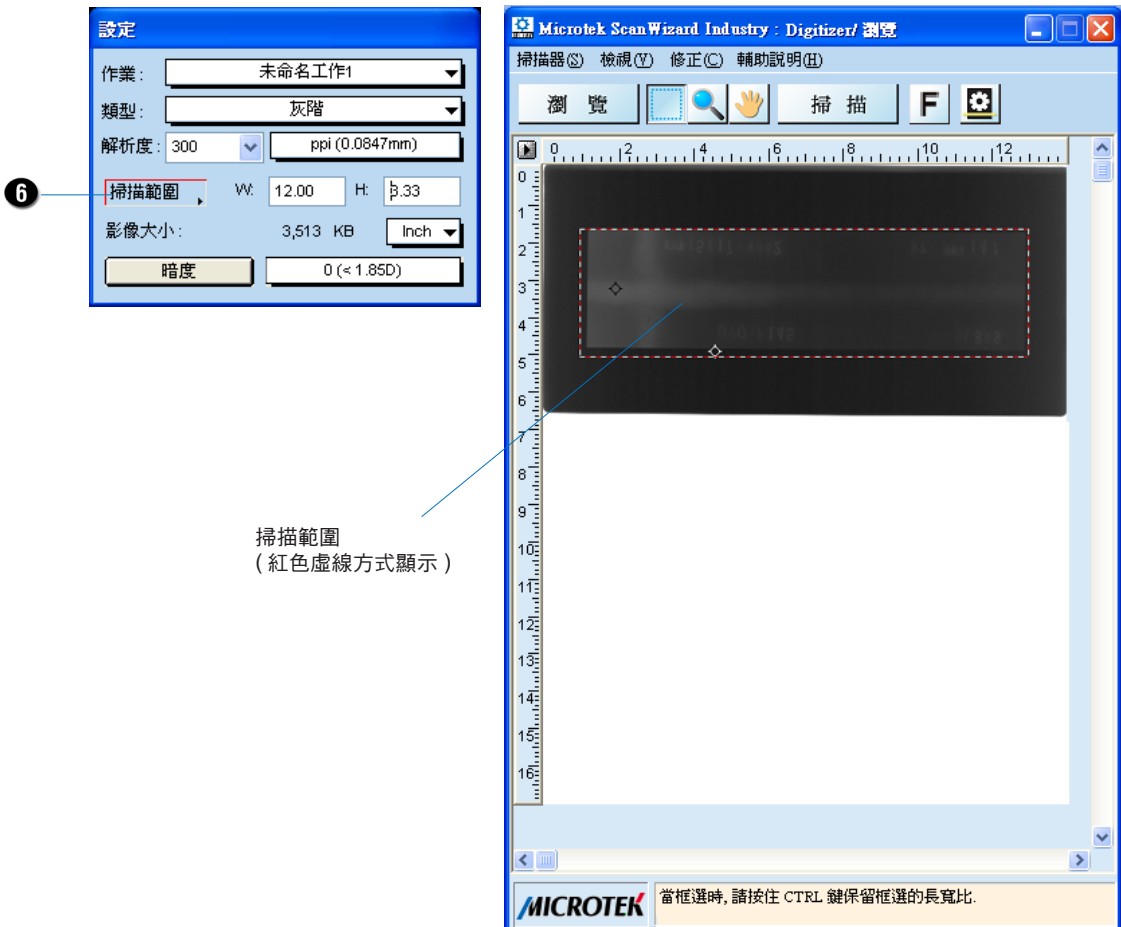 設定
作業: 未命名工作1
類型: 灰階
解析度: 300 ppi (0.0847mm)
6 掃描範圍 W: 12.00 H: 3.33
影像大小: 3,513 KB Inch
暗度 0 (< 1.85D)
掃描範圍
( 紅色虛線方式顯示 )
Microtek ScanWizard Industry : Digitizer/ 瀏覽
掃描器(S) 檢視(V) 修正(C) 輔助說明(H)
瀏 覽 掃 描 F
0 2 4 6 8 10 12
0
1
2
3
4
5
6
7
8
9
10
11
12
13
14
15
16
MICROTEK 當框選時, 請按住 CTRL 鍵保留框選的長寬比.